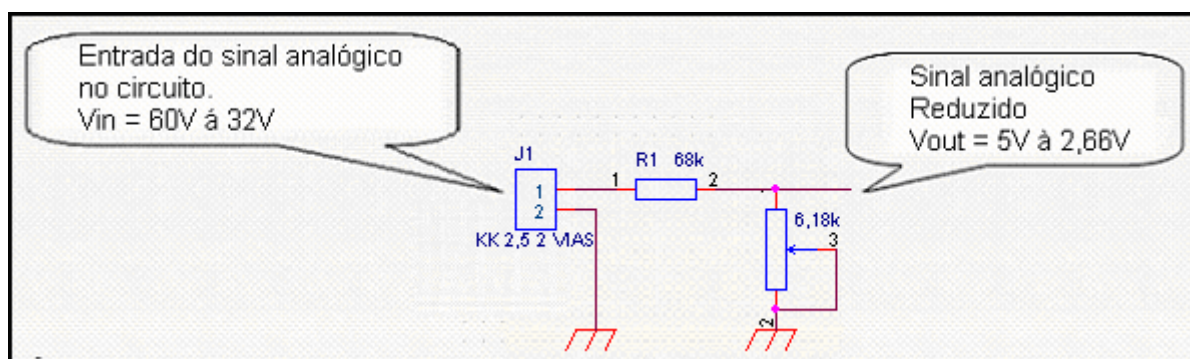 Entrada do sinal analógico
no circuito.
Vin = 60V á 32V
Sinal analógico
Reduzido
Vout = 5V à 2,66V
J1
1
2
KK 2,5 2 VIAS
R1 68k
1
2
6,18k
3
2